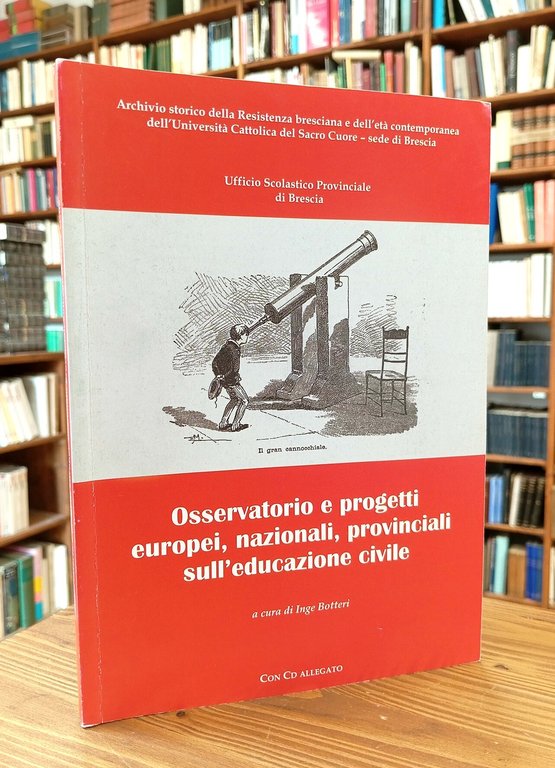 Archivio storico della Resistenza bresciana e dell'età contemporanea
dell'Università Cattolica del Sacro Cuore – sede di Brescia
Ufficio Scolastico Provinciale
di Brescia
Il gran cannocchiale.
Osservatorio e progetti
europei, nazionali, provinciali
sull'educazione civile
a cura di Inge Botteri
CON CD ALLEGATO